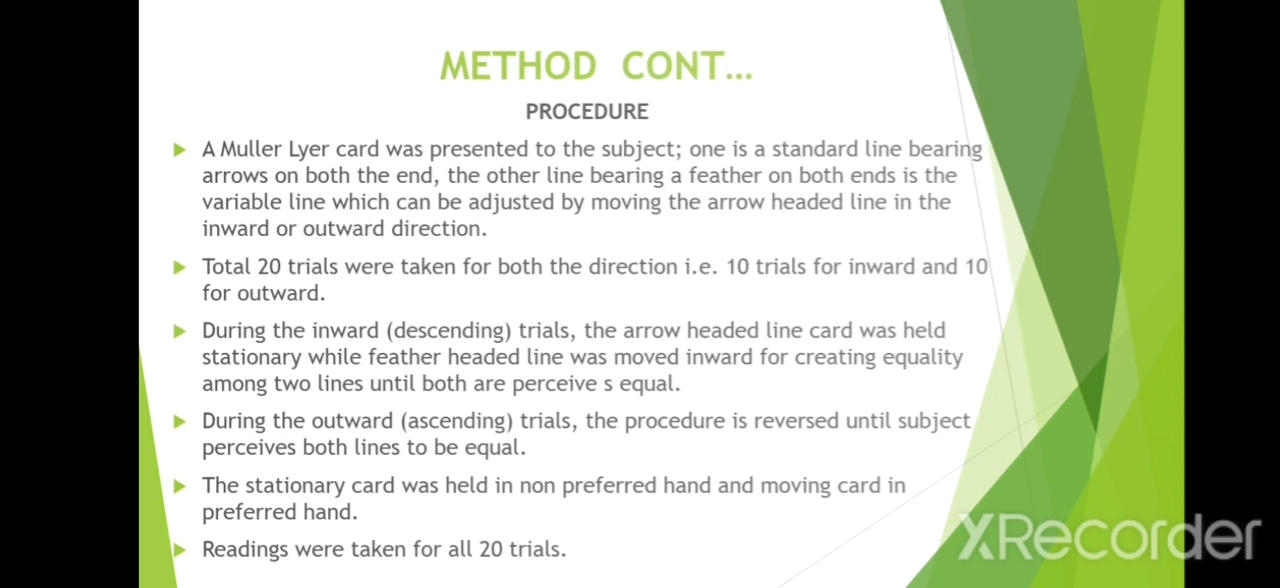 METHOD CONT...
PROCEDURE
A Muller Lyer card was presented to the subject; one is a standard line bearing
arrows on both the end, the other line bearing a feather on both ends is the
variable line which can be adjusted by moving the arrow headed line in the
inward or outward direction.
Total 20 trials were taken for both the direction i.e. 10 trials for inward and 10
for outward.
During the inward (descending) trials, the arrow headed line card was held
stationary while feather headed line was moved inward for creating equality
among two lines until both are perceive s equal.
During the outward (ascending) trials, the procedure is reversed until subject
perceives both lines to be equal.
The stationary card was held in non preferred hand and moving card in
preferred hand.
Readings were taken for all 20 trials.
XRecorder